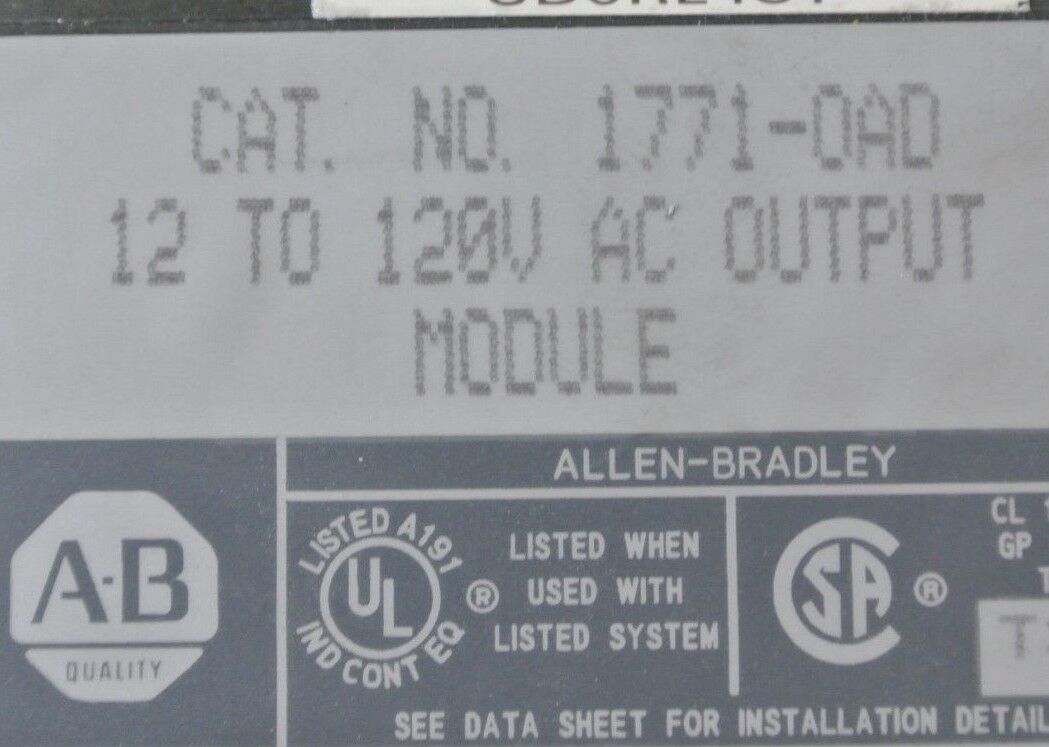 CAT. NO. 1771-OAD
12 TO 120V AC OUTPUT
MODULE
ALLEN-BRADLEY
A-B
QUALITY
LISTED A191
UL
IND CONT EQ
®
LISTED WHEN
USED WITH
LISTED SYSTEM
SA
®
CL
GP
SEE DATA SHEET FOR INSTALLATION